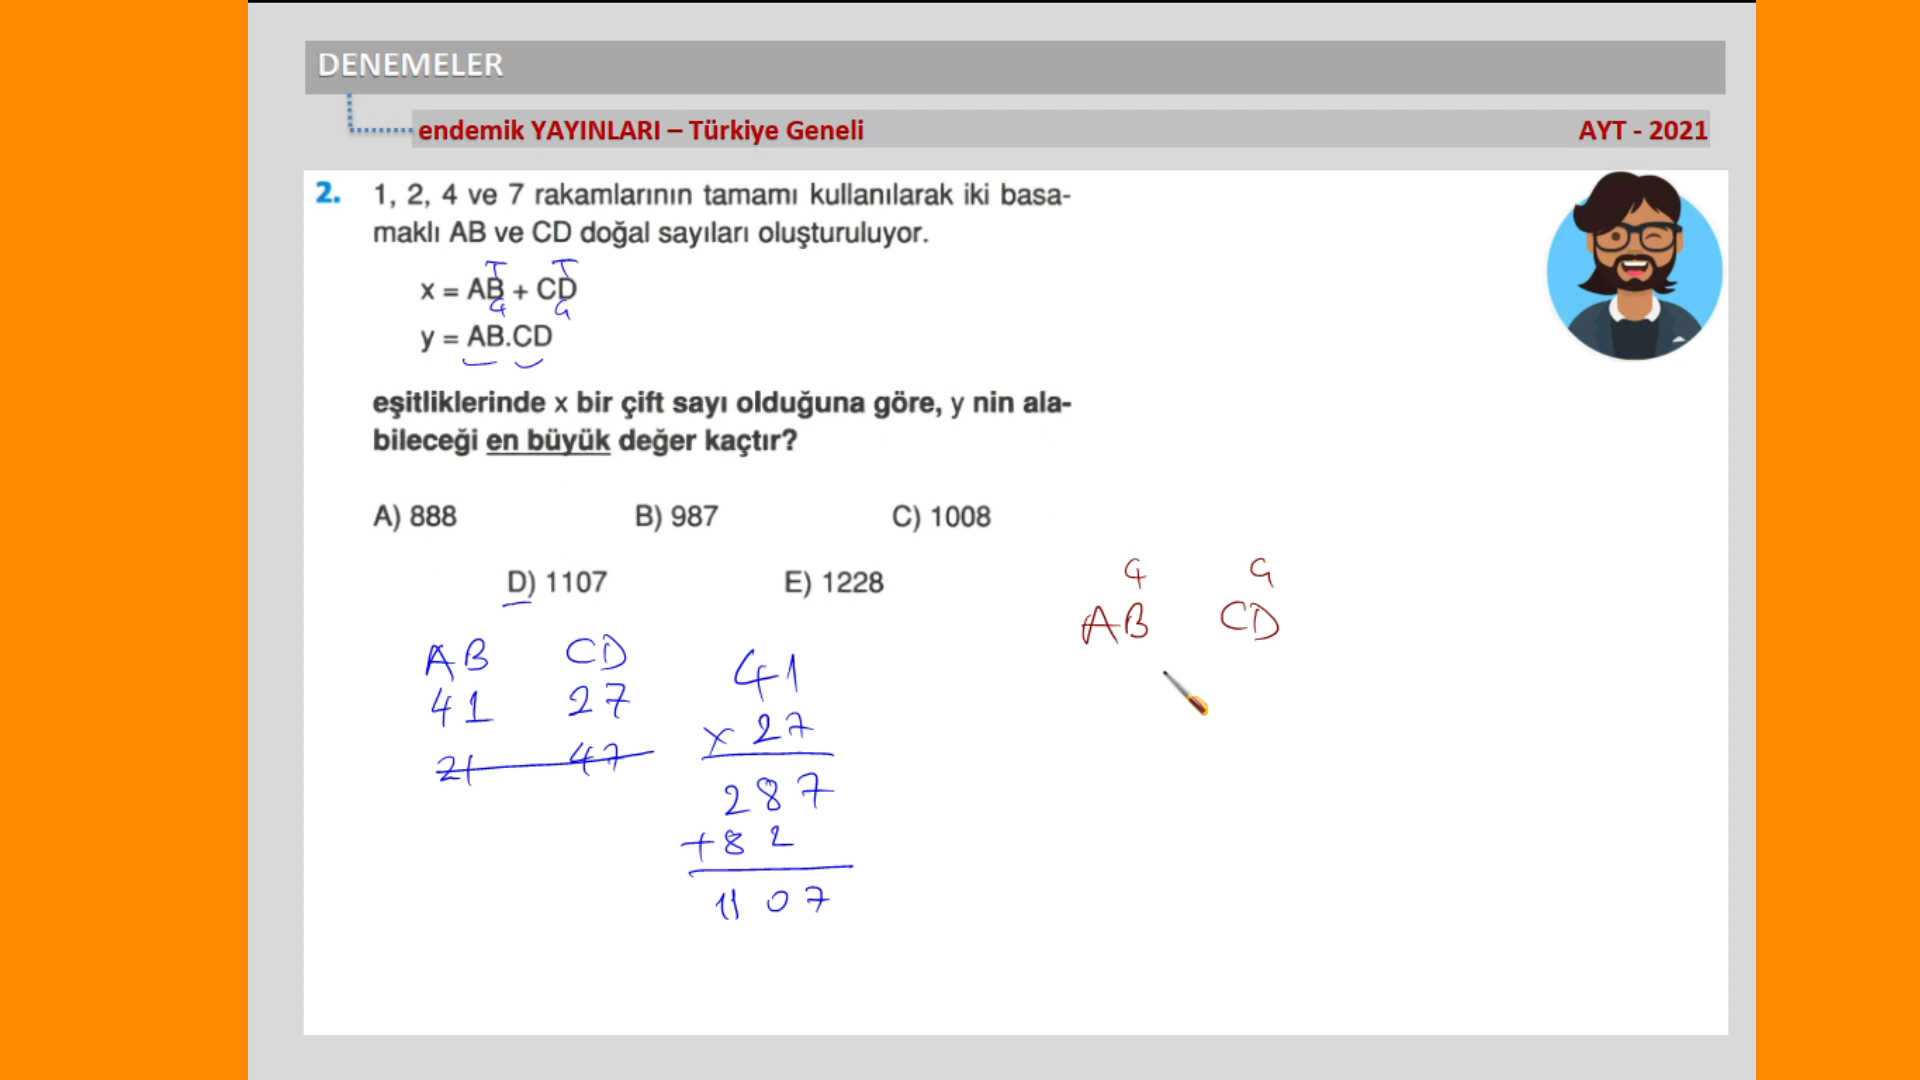 DENEMELER
endemik YAYINLARI – Türkiye Geneli AYT - 2021
2. 1, 2, 4 ve 7 rakamlarının tamamı kullanılarak iki basa-
maklı AB ve CD doğal sayıları oluşturuluyor.
T T
x = AB + CD
Ç Ç
y = AB.CD
eşitliklerinde x bir çift sayı olduğuna göre, y nin ala-
bileceği en büyük değer kaçtır?
A) 888 B) 987 C) 1008
D) 1107 E) 1228
Ç Ç
AB CD
AB CD
41 27
21 47
41
x 27
287
+82
1107